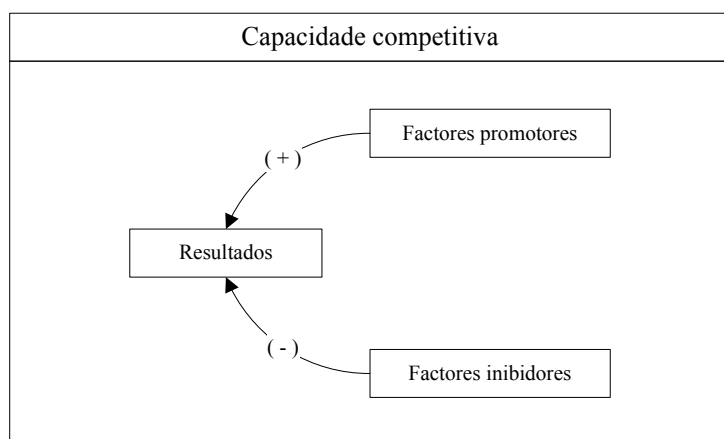 Capacidade competitiva
Factores promotores
( + )
Resultados
( - )
Factores inibidores